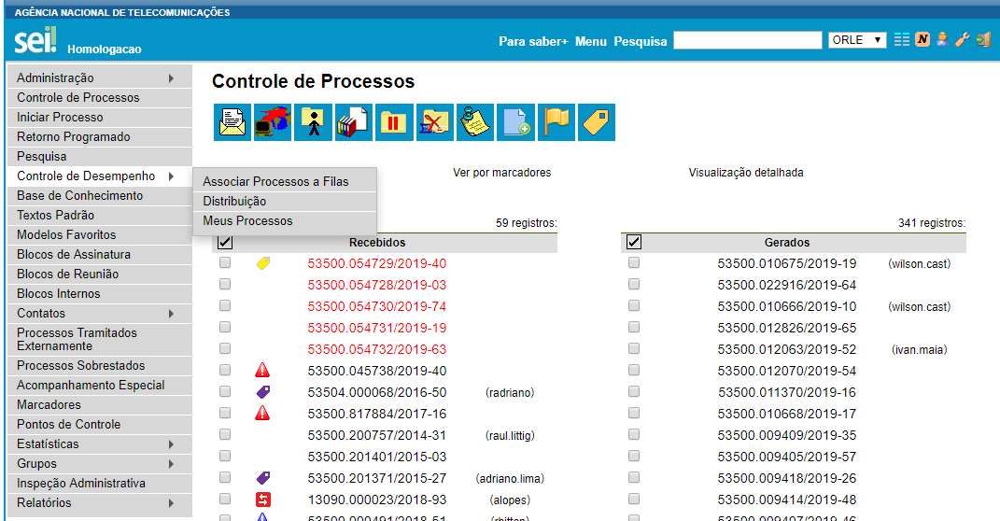 AGÊNCIA NACIONAL DE TELECOMUNICAÇÕES
sei!
Homologacao
Para saber+ Menu Pesquisa
ORLE
N
Administração
Controle de Processos
Iniciar Processo
Retorno Programado
Pesquisa
Controle de Desempenho
Base de Conhecimento
Textos Padrão
Modelos Favoritos
Blocos de Assinatura
Blocos de Reunião
Blocos Internos
Contatos
Processos Tramitados
Externamente
Processos Sobrestados
Acompanhamento Especial
Marcadores
Pontos de Controle
Estatísticas
Grupos
Inspeção Administrativa
Relatórios
Associar Processos a Filas
Distribuição
Meus Processos
Controle de Processos
Ver por marcadores
Visualização detalhada
59 registros:
Recebidos
53500.054729/2019-40
53500.054728/2019-03
53500.054730/2019-74
53500.054731/2019-19
53500.054732/2019-63
53500.045738/2019-40
53504.000068/2016-50 (radriano)
53500.817884/2017-16
53500.200757/2014-31 (raul.littig)
53500.201401/2015-03
53500.201371/2015-27 (adriano.lima)
13090.000023/2018-93 (alopes)
53500.000491/2018-51
341 registros:
Gerados
53500.010675/2019-19 (wilson.cast)
53500.022916/2019-64
53500.010666/2019-10 (wilson.cast)
53500.012826/2019-65
53500.012063/2019-52 (ivan.maia)
53500.012070/2019-54
53500.011370/2019-16
53500.010668/2019-17
53500.009409/2019-35
53500.009405/2019-57
53500.009418/2019-26
53500.009414/2019-48
53500.009407/2019-46